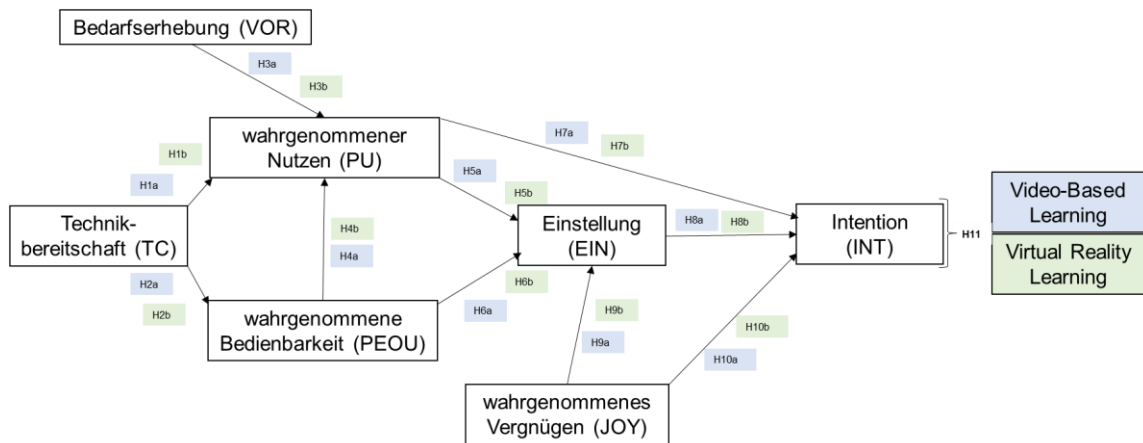 Bedarfserhebung (VOR)
H3a
H3b
wahrgenommener
Nutzen (PU)
H7a
H7b
H1b
H1a
H5a
H5b
Technik-
bereitschaft (TC)
H4b
H4a
Einstellung
(EIN)
H8a
H8b
Intention
(INT)
H11
Video-Based
Learning
Virtual Reality
Learning
H2a
H2b
H6b
H6a
wahrgenommene
Bedienbarkeit (PEOU)
H9b
H9a
H10b
H10a
wahrgenommenes
Vergnügen (JOY)